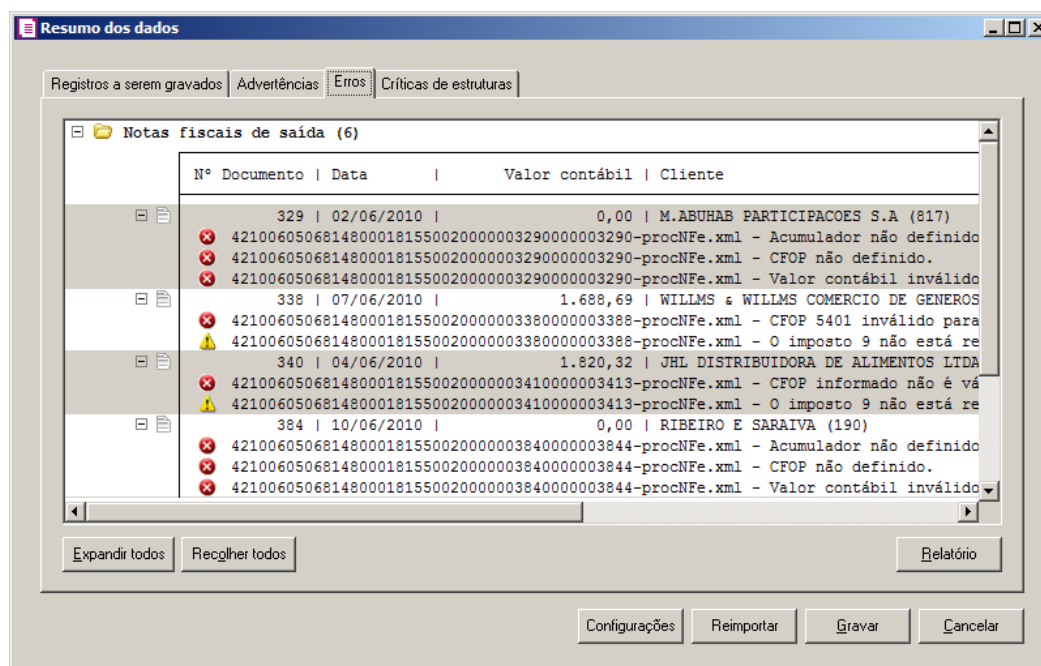 Resumo dos dados
Registros a serem gravados Advertências Erros Críticas de estruturas
Notas fiscais de saída (6)
Nº Documento | Data | Valor contábil | Cliente
329 | 02/06/2010 | 0,00 | M.ABUHAB PARTICIPACOES S.A (817)
42100605068148000181550020000003290000003290-procNFe.xml - Acumulador não definido
42100605068148000181550020000003290000003290-procNFe.xml - CFOP não definido.
42100605068148000181550020000003290000003290-procNFe.xml - Valor contábil inválido
338 | 07/06/2010 | 1.688,69 | WILLMS & WILLMS COMERCIO DE GENEROS
42100605068148000181550020000003380000003388-procNFe.xml - CFOP 5401 inválido para
42100605068148000181550020000003380000003388-procNFe.xml - O imposto 9 não está re
340 | 04/06/2010 | 1.820,32 | JHL DISTRIBUIDORA DE ALIMENTOS LTDA
42100605068148000181550020000003410000003413-procNFe.xml - CFOP informado não é vá
42100605068148000181550020000003410000003413-procNFe.xml - O imposto 9 não está re
384 | 10/06/2010 | 0,00 | RIBEIRO E SARAIVA (190)
42100605068148000181550020000003840000003844-procNFe.xml - Acumulador não definido
42100605068148000181550020000003840000003844-procNFe.xml - CFOP não definido.
42100605068148000181550020000003840000003844-procNFe.xml - Valor contábil inválido
Expandir todos Recolher todos Relatório
Configurações Reimportar Gravar Cancelar